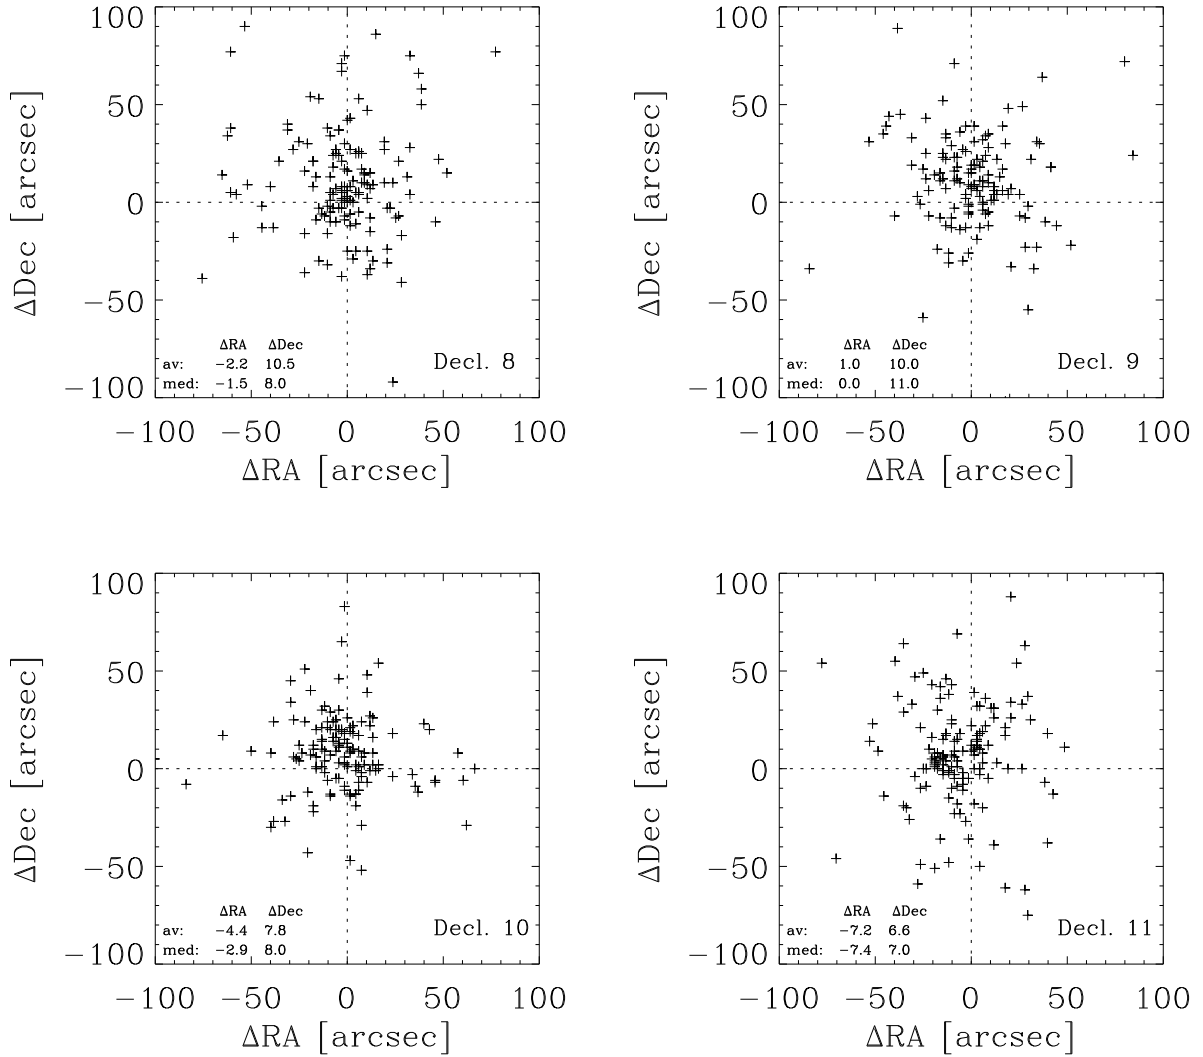 100
50
0
−50
−100
ΔDec [arcsec]
ΔRA ΔDec
av: −2.2 10.5
med: −1.5 8.0
Decl. 8
−100 −50 0 50 100
ΔRA [arcsec]
100
50
0
−50
−100
ΔDec [arcsec]
ΔRA ΔDec
av: 1.0 10.0
med: 0.0 11.0
Decl. 9
−100 −50 0 50 100
ΔRA [arcsec]
100
50
0
−50
−100
ΔDec [arcsec]
ΔRA ΔDec
av: −4.4 7.8
med: −2.9 8.0
Decl. 10
−100 −50 0 50 100
ΔRA [arcsec]
100
50
0
−50
−100
ΔDec [arcsec]
ΔRA ΔDec
av: −7.2 6.6
med: −7.4 7.0
Decl. 11
−100 −50 0 50 100
ΔRA [arcsec]